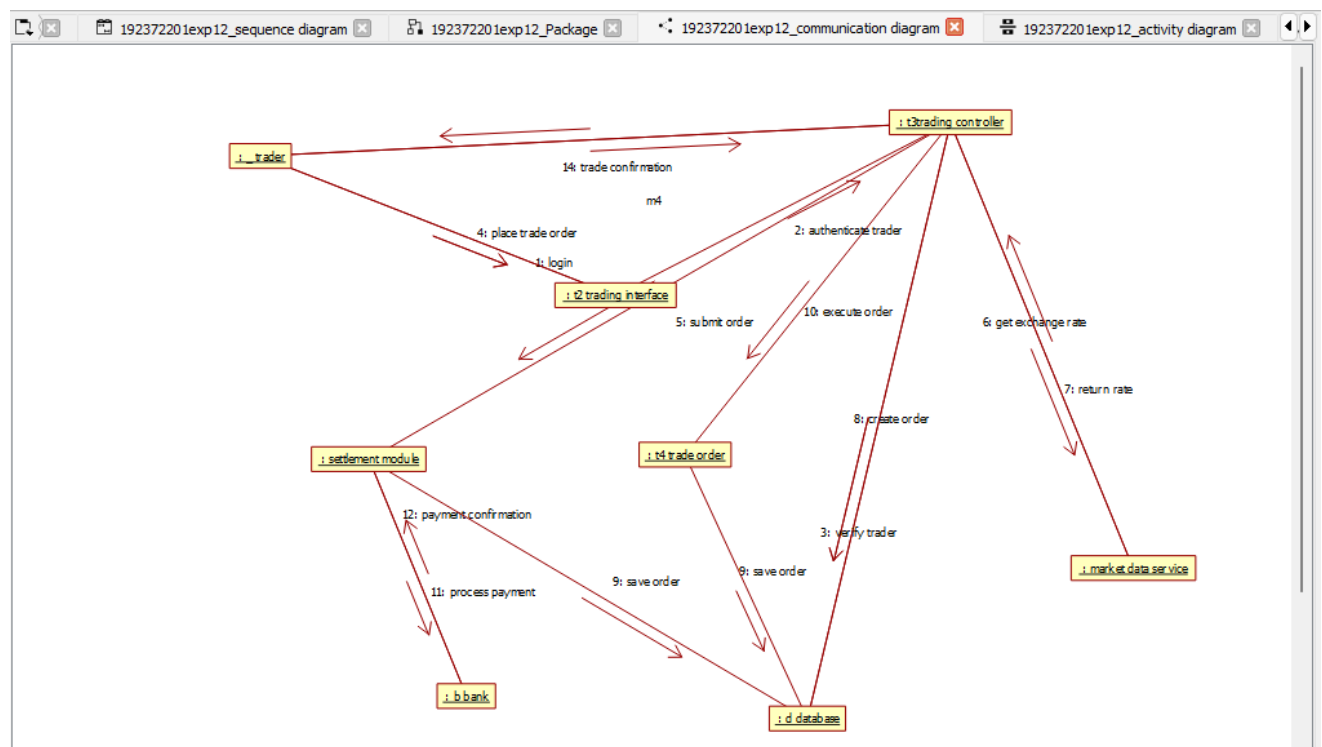 192372201exp12_sequence diagram
192372201exp12_Package
192372201exp12_communication diagram
192372201exp12_activity diagram
: t3trading controller
: _trader
14: trade confirmation
m4
4: place trade order
2: authenticate trader
1: login
: t2 trading interface
5: submit order
10: execute order
6: get exchange rate
7: return rate
8: create order
: settlement module
: t4 trade order
12: payment confirmation
3: verify trader
: market data service
9: save order
9: save order
11: process payment
: b bank
: d database